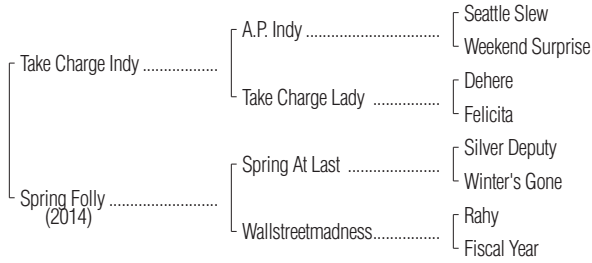 Seattle Slew
A.P. Indy ..............................
Weekend Surprise
Take Charge Indy .................
Dehere
Take Charge Lady ...............
Felicita
Silver Deputy
Spring At Last .....................
Winter's Gone
Spring Folly .........................
(2014)
Rahy
Wallstreetmadness...............
Fiscal Year